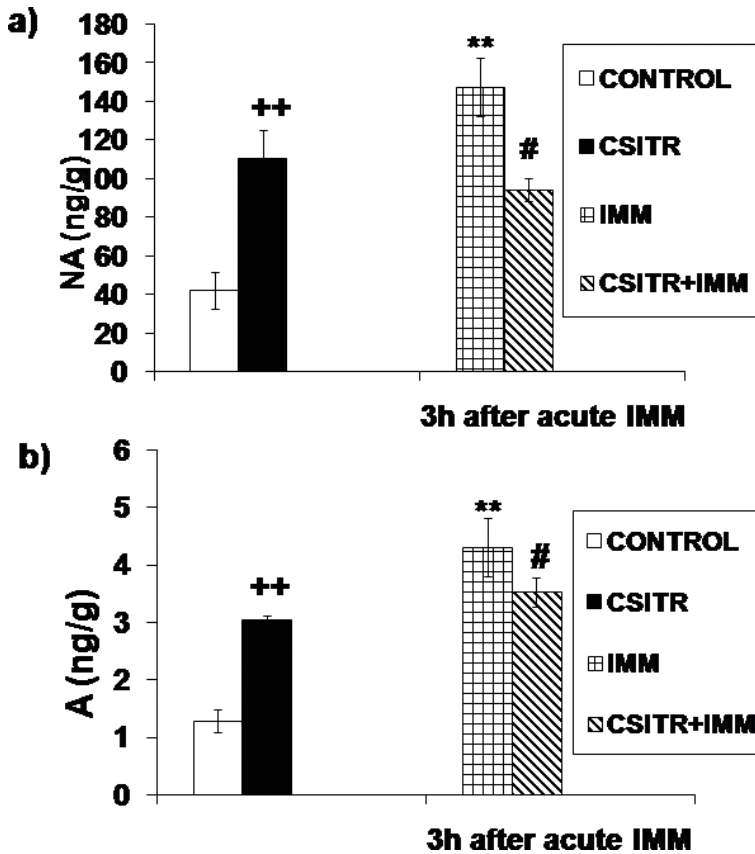 a)
NA (ng/g)
180
160
140
120
100
80
60
40
20
0
++
**
#
CONTROL
CSITR
IMM
CSITR+IMM
3h after acute IMM
b)
A (ng/g)
6
5
4
3
2
1
0
++
**
#
CONTROL
CSITR
IMM
CSITR+IMM
3h after acute IMM